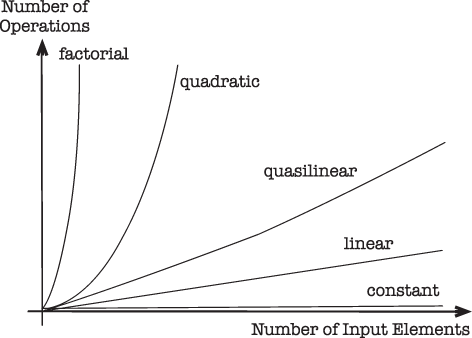 Number of
Operations
factorial
quadratic
quasilinear
linear
constant
Number of Input Elements